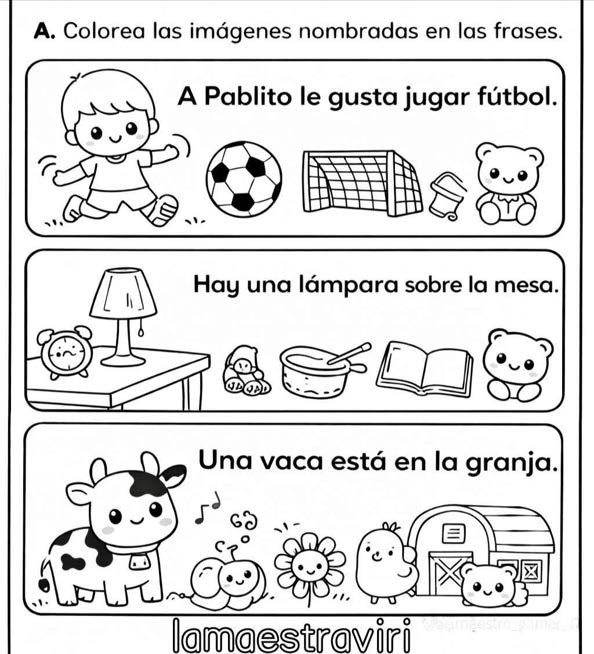 A. Colorea las imágenes nombradas en las frases.
A Pablito le gusta jugar fútbol.
Hay una lámpara sobre la mesa.
Una vaca está en la granja.
lamaestraviri